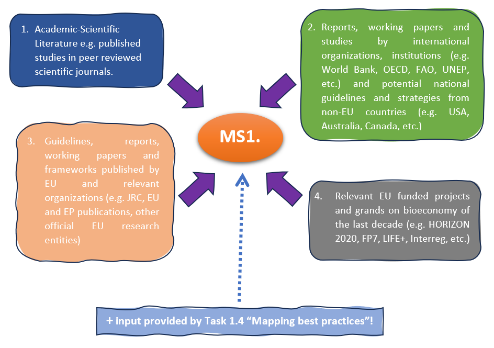 1. Academic-Scientific
Literature e.g. published
studies in peer reviewed
scientific journals.
2. Reports, working papers and
studies by international
organizations, institutions (e.g.
World Bank, OECD, FAO, UNEP,
etc.) and potential national
guidelines and strategies from
non-EU countries (e.g. USA,
Australia, Canada, etc.)
MS1.
3. Guidelines, reports,
working papers and
frameworks published by
EU and relevant
organizations (e.g. JRC, EU
and EP publications, other
official EU research
entities)
4. Relevant EU funded projects
and grands on bioeconomy of
the last decade (e.g. HORIZON
2020, FP7, LIFE+, Interreg, etc.)
+ Input provided by Task 1.4 “Mapping best practices”!